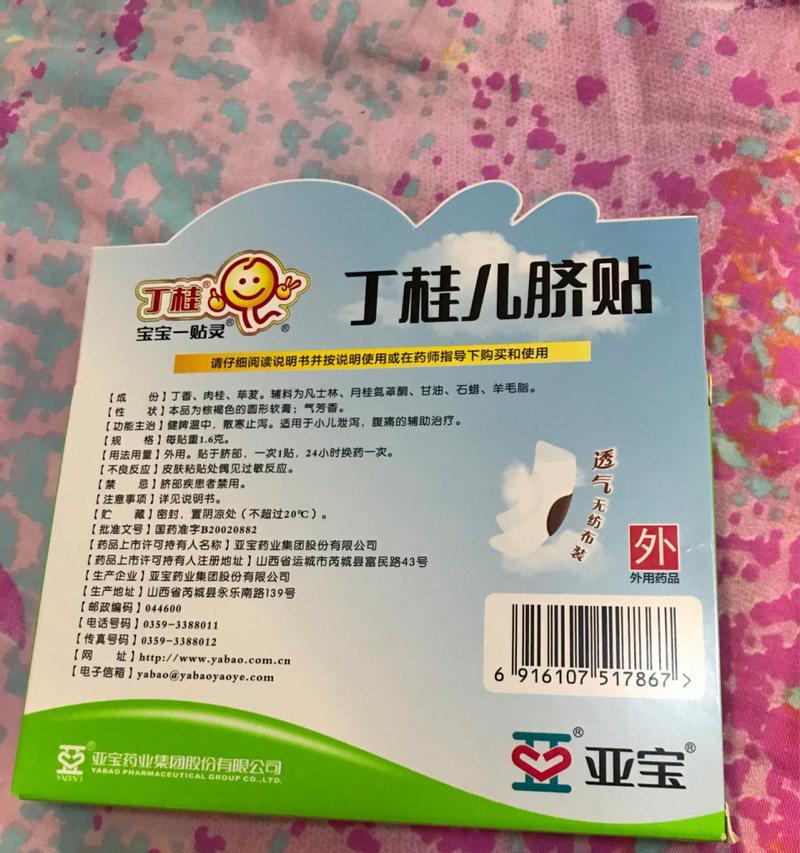 丁桂®
宝宝一贴灵®
®
丁桂儿脐贴
请仔细阅读说明书并按说明使用或在药师指导下购买和使用
【成 份】丁香、肉桂、荜茇。辅料为凡士林、月桂氮䓬酮、甘油、石蜡、羊毛脂。
【性 状】本品为棕褐色的圆形软膏;气芳香。
【功能主治】健脾温中,散寒止泻。适用于小儿泄泻,腹痛的辅助治疗。
【规 格】每贴重1.6克。
【用法用量】外用。贴于脐部,一次1贴,24小时换药一次。
【不良反应】皮肤粘贴处偶见过敏反应。
【禁 忌】脐部疾患者禁用。
【注意事项】详见说明书。
【贮 藏】密封,置阴凉处(不超过20℃)。
【批准文号】国药准字B20020882
【药品上市许可持有人名称】亚宝药业集团股份有限公司
【药品上市许可持有人注册地址】山西省运城市芮城县富民路43号
【生产企业】亚宝药业集团股份有限公司
【生产地址】山西省芮城县永乐南路139号
【邮政编码】044600
【电话号码】0359-3388011
【传真号码】0359-3388012
【网 址】http://www.yabao.com.cn
【电子信箱】yabao@yabaoyaoye.com
透气无纺布装
外
外用药品
6 916107 517867 >
YABAO
®
亚宝药业集团股份有限公司
YABAO PHARMACEUTICAL GROUP CO.,LTD.
®
亚宝®